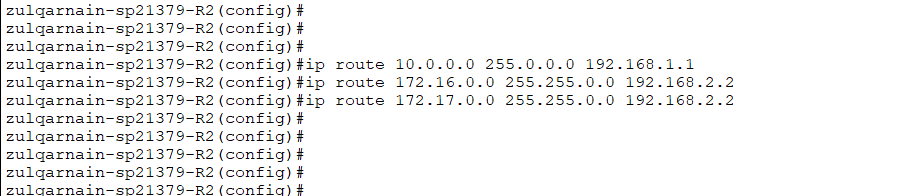 zulqarnain-sp21379-R2(config)#
zulqarnain-sp21379-R2(config)#
zulqarnain-sp21379-R2(config)#
zulqarnain-sp21379-R2(config)#ip route 10.0.0.0 255.0.0.0 192.168.1.1
zulqarnain-sp21379-R2(config)#ip route 172.16.0.0 255.255.0.0 192.168.2.2
zulqarnain-sp21379-R2(config)#ip route 172.17.0.0 255.255.0.0 192.168.2.2
zulqarnain-sp21379-R2(config)#
zulqarnain-sp21379-R2(config)#
zulqarnain-sp21379-R2(config)#
zulqarnain-sp21379-R2(config)#
zulqarnain-sp21379-R2(config)#